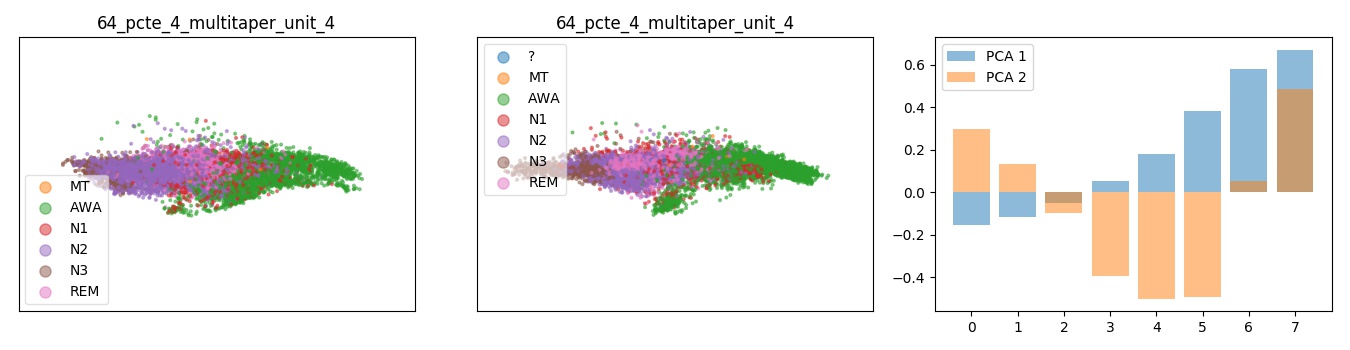 64_pcte_4_multitaper_unit_4
MT
AWA
N1
N2
N3
REM
64_pcte_4_multitaper_unit_4
?
MT
AWA
N1
N2
N3
REM
PCA 1
PCA 2
0.6
0.4
0.2
0.0
−0.2
−0.4
0 1 2 3 4 5 6 7